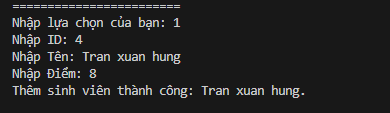 ========================
Nhập lựa chọn của bạn: 1
Nhập ID: 4
Nhập Tên: Tran xuan hung
Nhập Điểm: 8
Thêm sinh viên thành công: Tran xuan hung.